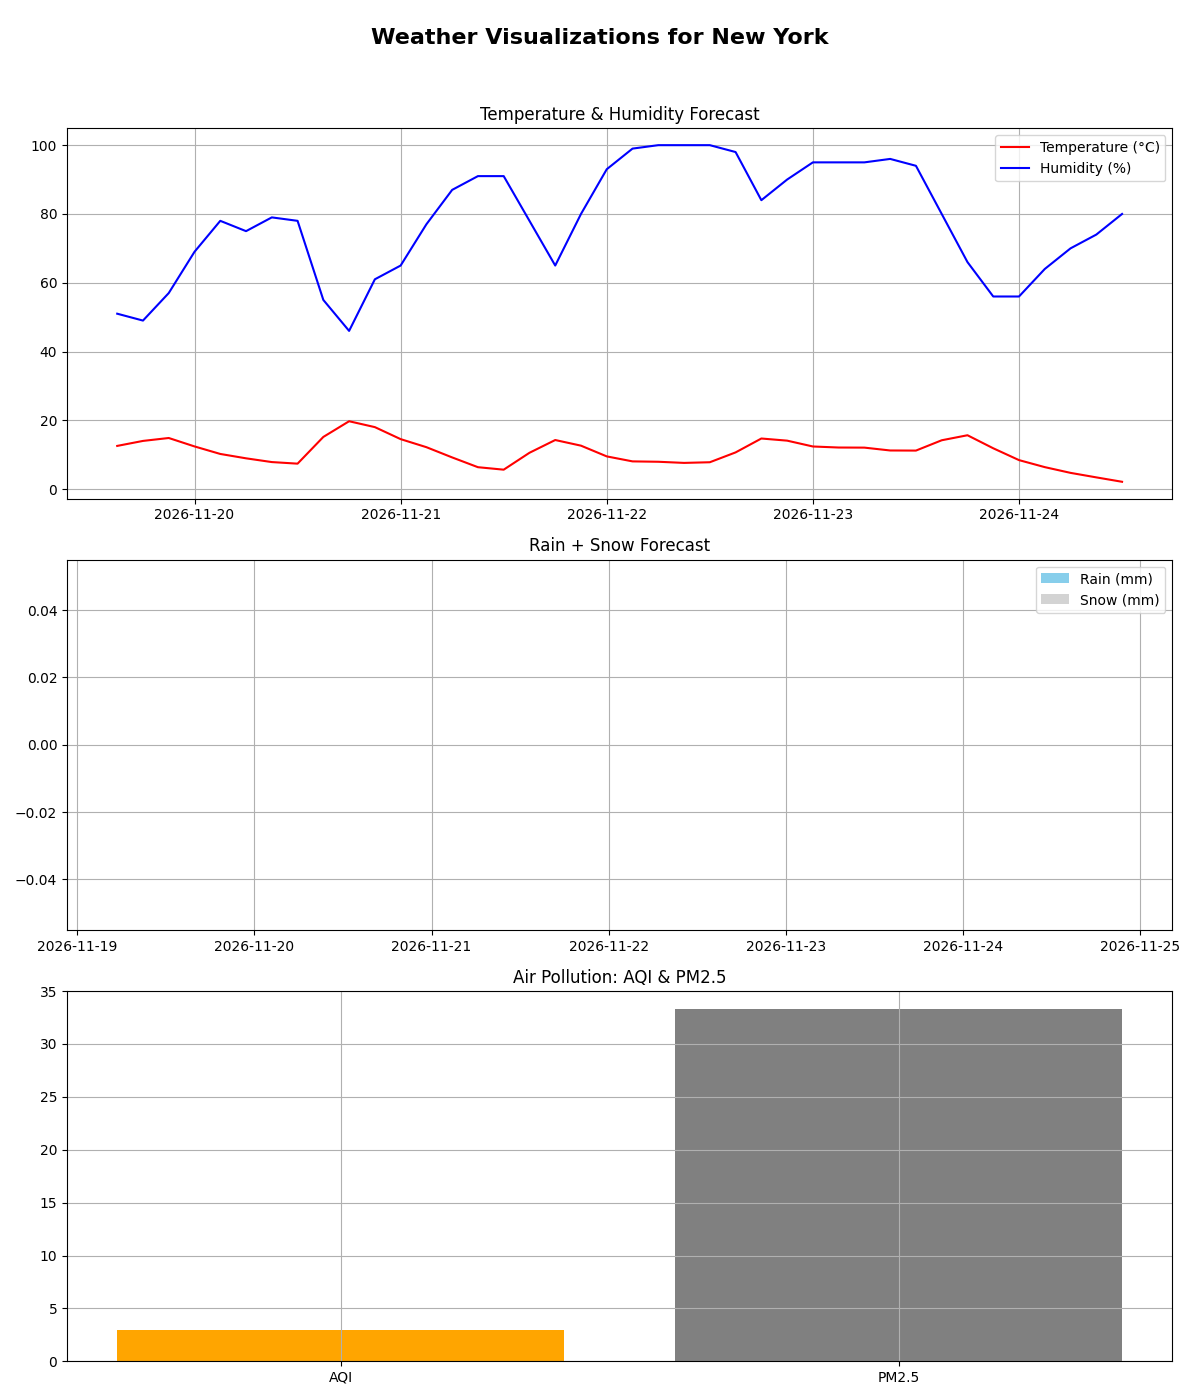 Weather Visualizations for New York
Temperature & Humidity Forecast
Temperature (°C)
Humidity (%)
100
80
60
40
20
0
2026-11-20 2026-11-21 2026-11-22 2026-11-23 2026-11-24
Rain + Snow Forecast
Rain (mm)
Snow (mm)
0.04
0.02
0.00
−0.02
−0.04
2026-11-19 2026-11-20 2026-11-21 2026-11-22 2026-11-23 2026-11-24 2026-11-25
Air Pollution: AQI & PM2.5
35
30
25
20
15
10
5
0
AQI PM2.5